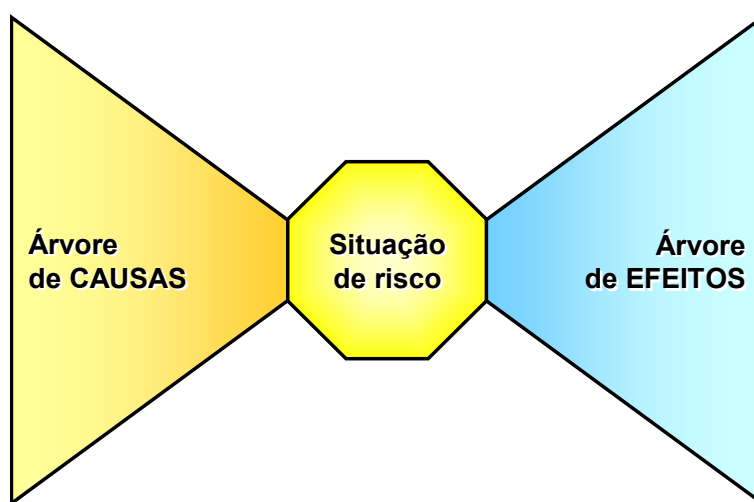 Árvore
de CAUSAS
Situação
de risco
Árvore
de EFEITOS